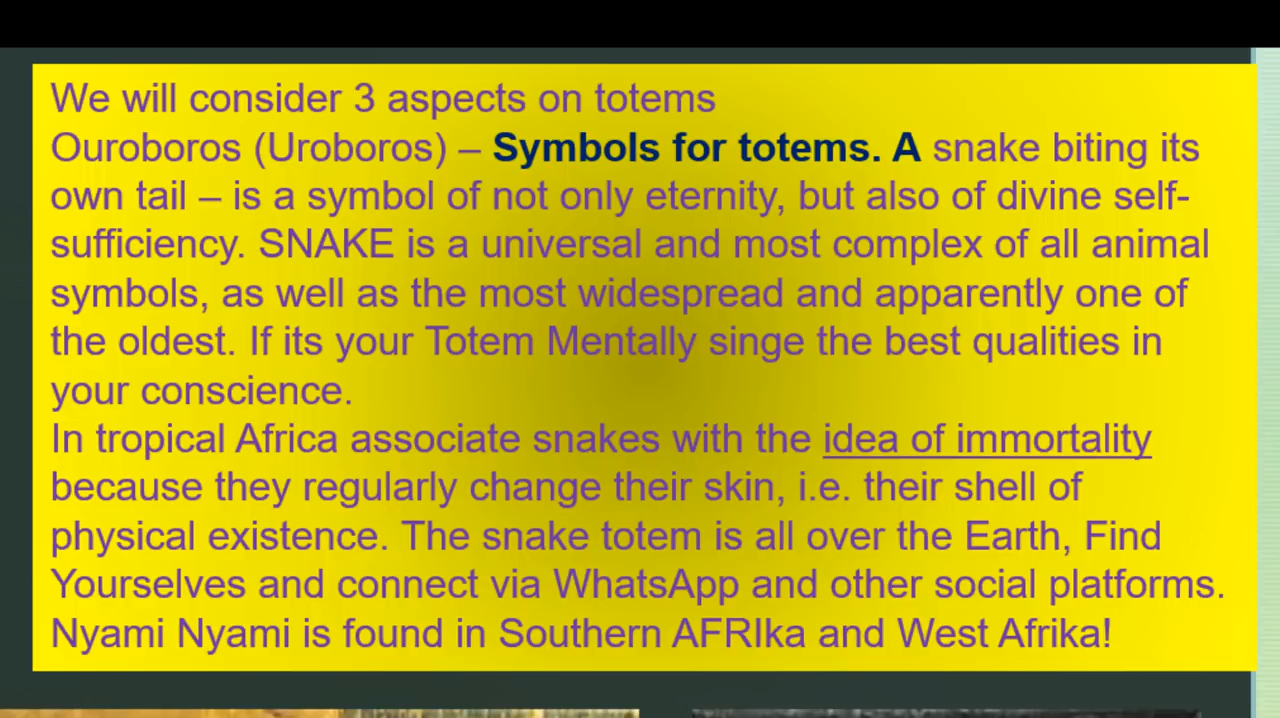 We will consider 3 aspects on totems
Ouroboros (Uroboros) – Symbols for totems. A snake biting its
own tail – is a symbol of not only eternity, but also of divine self-
sufficiency. SNAKE is a universal and most complex of all animal
symbols, as well as the most widespread and apparently one of
the oldest. If its your Totem Mentally singe the best qualities in
your conscience.
In tropical Africa associate snakes with the idea of immortality
because they regularly change their skin, i.e. their shell of
physical existence. The snake totem is all over the Earth, Find
Yourselves and connect via WhatsApp and other social platforms.
Nyami Nyami is found in Southern AFRIka and West Afrika!